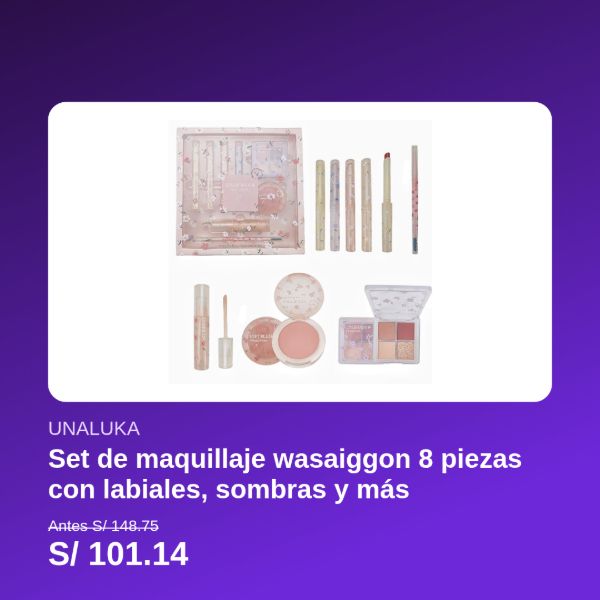 UNALUKA
Set de maquillaje wasaiggon 8 piezas
con labiales, sombras y más
Antes S/ 148.75
S/ 101.14